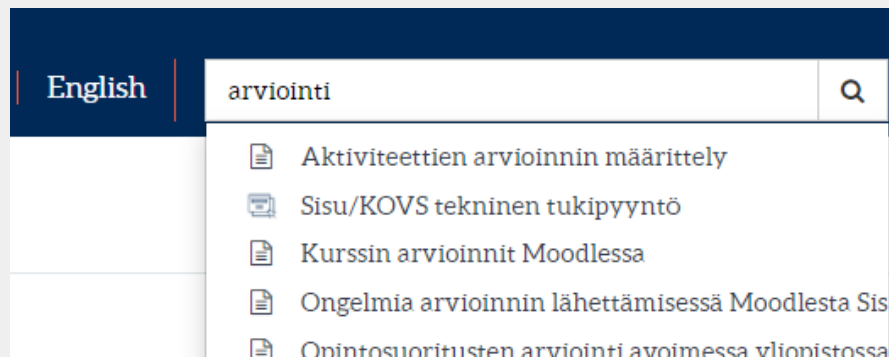 English
arviointi
Aktiviteettien arvioinnin määrittely
Sisu/KOVS tekninen tukipyyntö
Kurssin arvioinnit Moodlessa
Ongelmia arvioinnin lähettämisessä Moodlesta Sis
Opintosuoritusten arviointi avoimessa yliopistossa